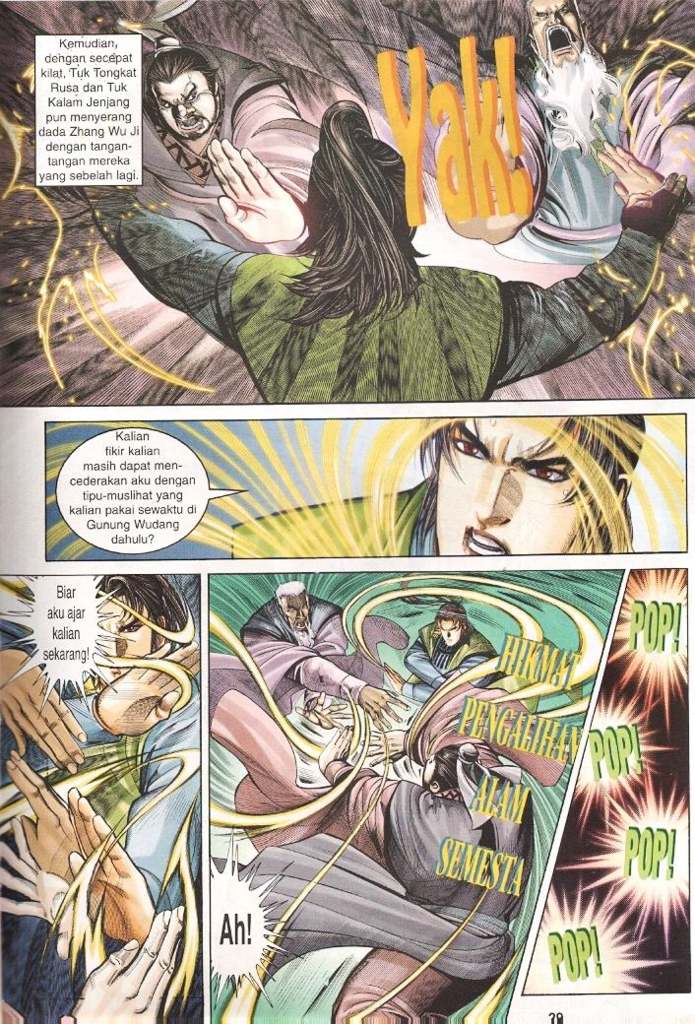 Kemudian,
dengan secepat
kilat, Tuk Tongkat
Rusa dan Tuk
Kalam Jenjang
pun menyerang
dada Zhang Wu Ji
dengan tangan-
tangan mereka
yang sebelah lagi.
Yak!
Kalian
fikir kalian
masih dapat men-
cederakan aku dengan
tipu-muslihat yang
kalian pakai sewaktu di
Gunung Wudang
dahulu?
Biar
aku ajar
kalian
sekarang!
HIKMAT
PENGALIHAN
ALAM
SEMESTA
Ah!
POP!
POP!
POP!
POP!